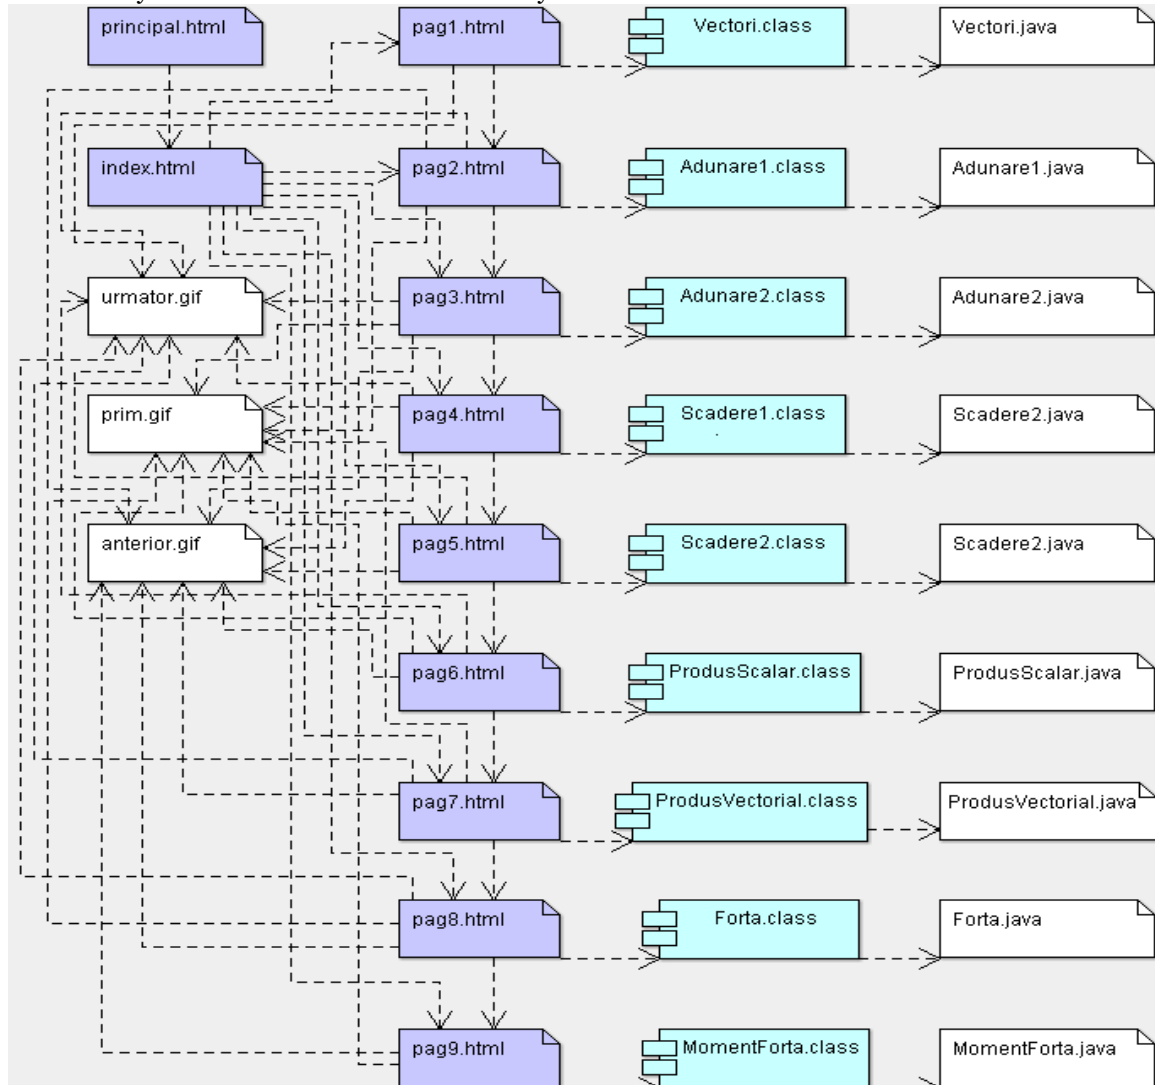 principal.html
pag1.html
Vectori.class
Vectori.java
index.html
pag2.html
Adunare1.class
Adunare1.java
urmator.gif
pag3.html
Adunare2.class
Adunare2.java
prim.gif
pag4.html
Scadere1.class
Scadere2.java
anterior.gif
pag5.html
Scadere2.class
Scadere2.java
pag6.html
ProdusScalar.class
ProdusScalar.java
pag7.html
ProdusVectorial.class
ProdusVectorial.java
pag8.html
Forta.class
Forta.java
pag9.html
MomentForta.class
MomentForta.java